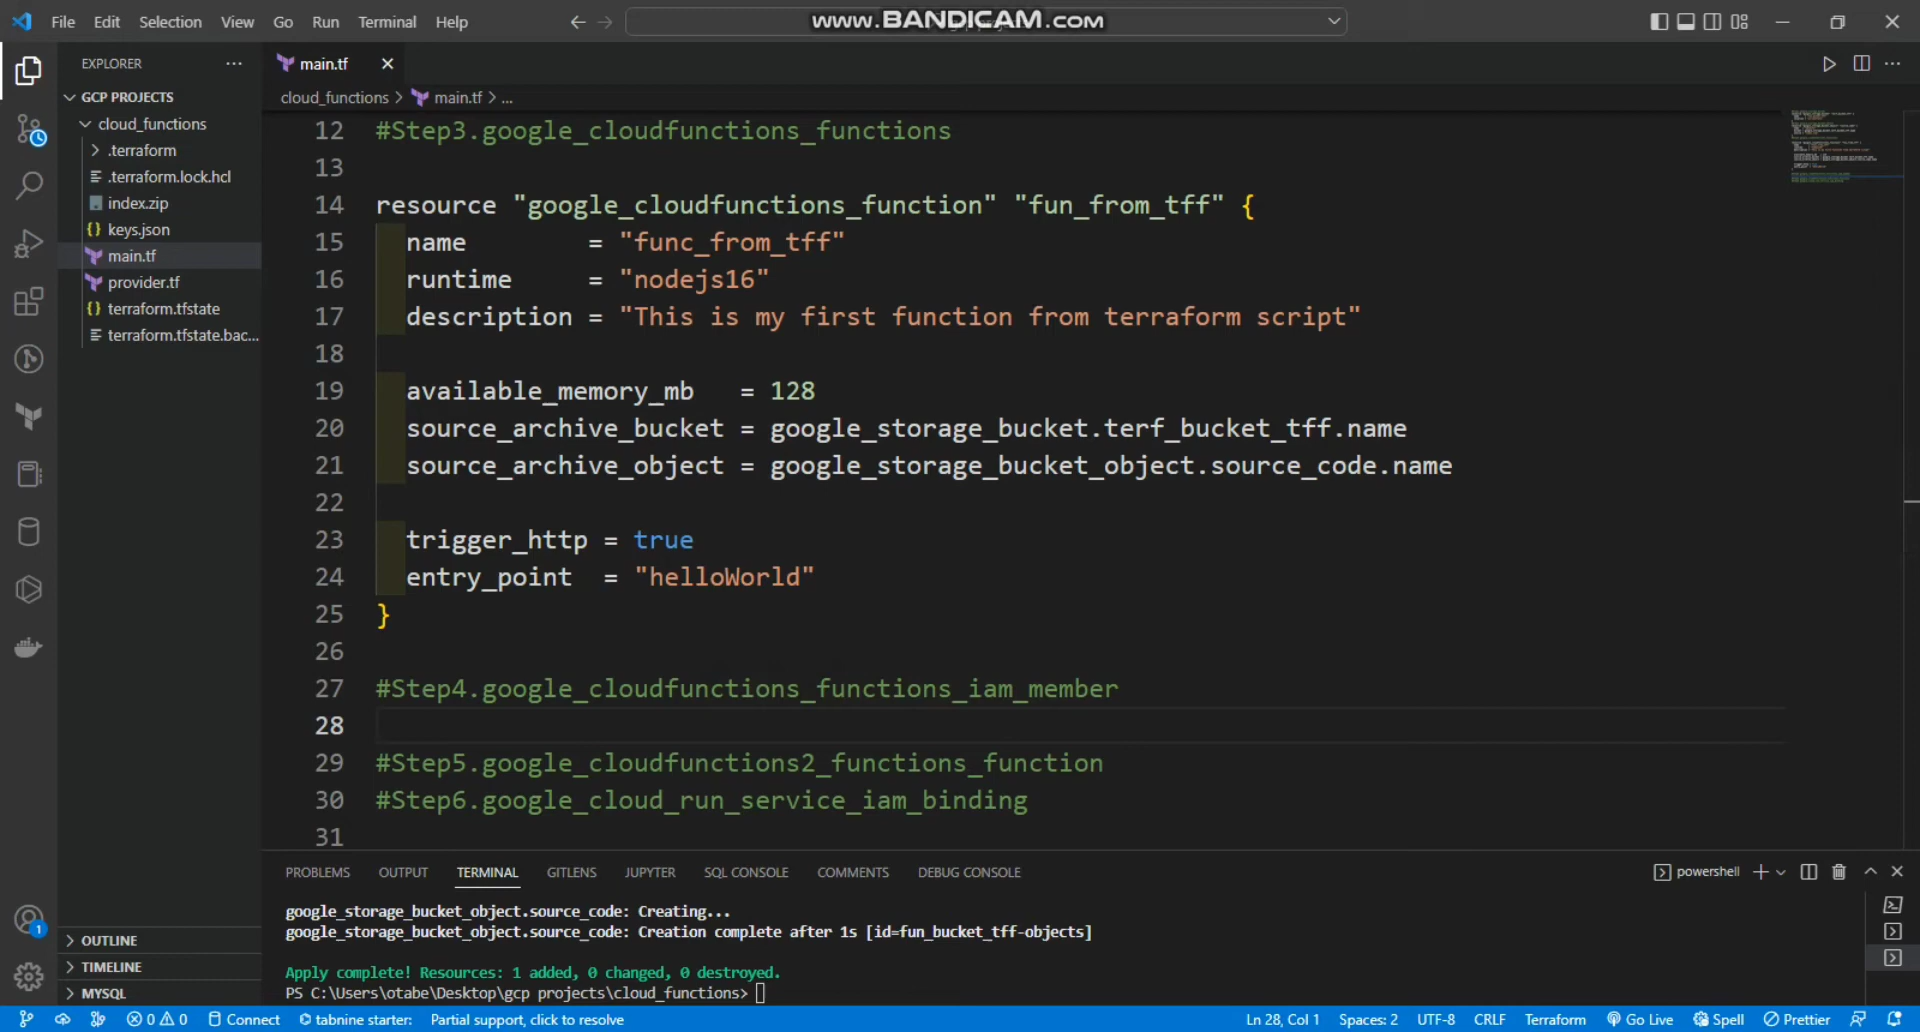 File Edit Selection View Go Run Terminal Help
www.BANDICAM.com
EXPLORER
main.tf
GCP PROJECTS
cloud_functions > main.tf > ...
cloud_functions
.terraform
.terraform.lock.hcl
index.zip
keys.json
main.tf
provider.tf
terraform.tfstate
terraform.tfstate.bac...
12 #Step3.google_cloudfunctions_functions
13
14 resource "google_cloudfunctions_function" "fun_from_tff" {
15 name = "func_from_tff"
16 runtime = "nodejs16"
17 description = "This is my first function from terraform script"
18
19 available_memory_mb = 128
20 source_archive_bucket = google_storage_bucket.terf_bucket_tff.name
21 source_archive_object = google_storage_bucket_object.source_code.name
22
23 trigger_http = true
24 entry_point = "helloWorld"
25 }
26
27 #Step4.google_cloudfunctions_functions_iam_member
28
29 #Step5.google_cloudfunctions2_functions_function
30 #Step6.google_cloud_run_service_iam_binding
31
PROBLEMS OUTPUT TERMINAL GITLENS JUPYTER SQL CONSOLE COMMENTS DEBUG CONSOLE
powershell
google_storage_bucket_object.source_code: Creating...
google_storage_bucket_object.source_code: Creation complete after 1s [id=fun_bucket_tff-objects]
Apply complete! Resources: 1 added, 0 changed, 0 destroyed.
PS C:\Users\otabe\Desktop\gcp projects\cloud_functions>
OUTLINE
TIMELINE
MYSQL
1
0 0 Connect tabnine starter: Partial support, click to resolve
Ln 28, Col 1 Spaces: 2 UTF-8 CRLF Terraform Go Live Spell Prettier